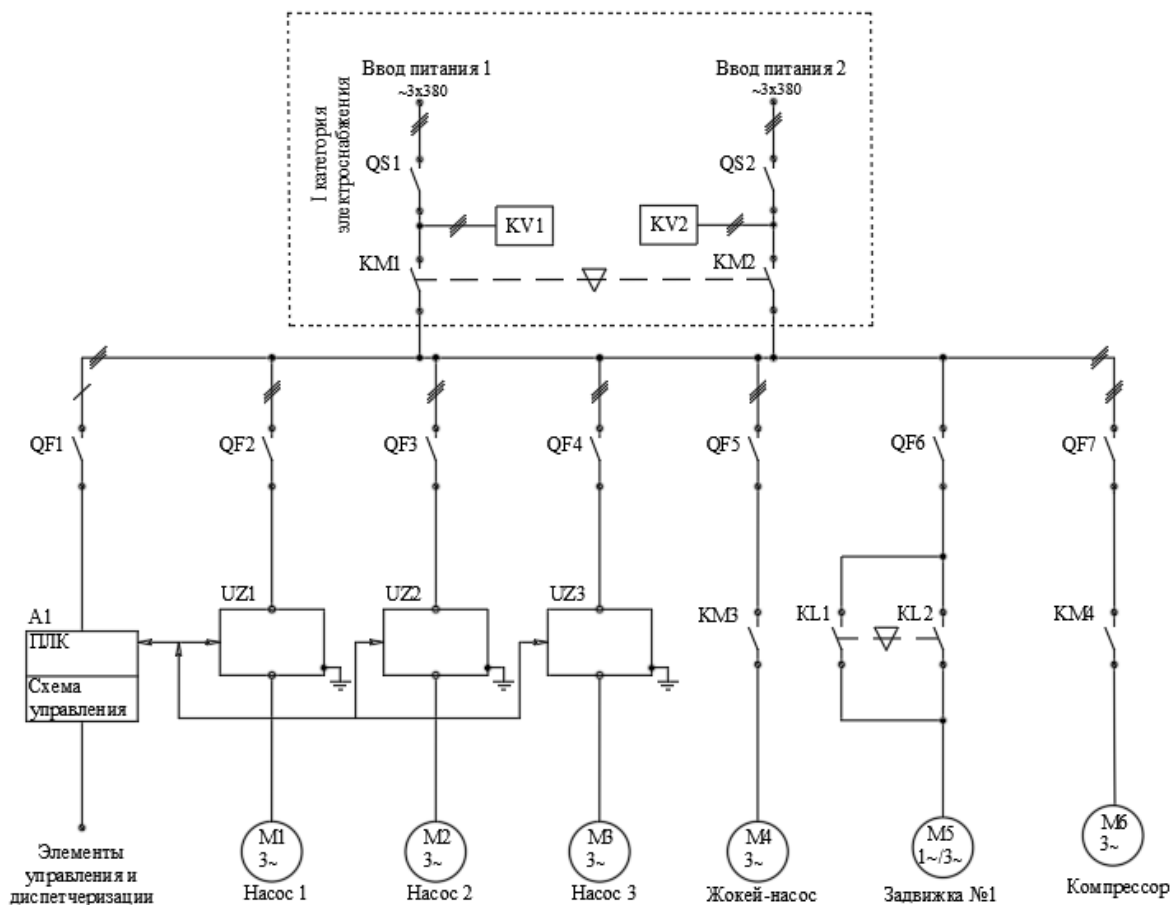 Ввод питания 1
~3x380
Ввод питания 2
~3x380
I категория
электроснабжения
QS1
QS2
KV1
KV2
KM1
KM2
QF1
QF2
QF3
QF4
QF5
QF6
QF7
A1
ПЛК
Схема
управления
UZ1
UZ2
UZ3
KM3
KL1
KL2
KM4
M1
3~
M2
3~
M3
3~
M4
3~
M5
1~/3~
M6
3~
Элементы
управления и
диспетчеризации
Насос 1
Насос 2
Насос 3
Жокей-насос
Задвижка №1
Компрессор